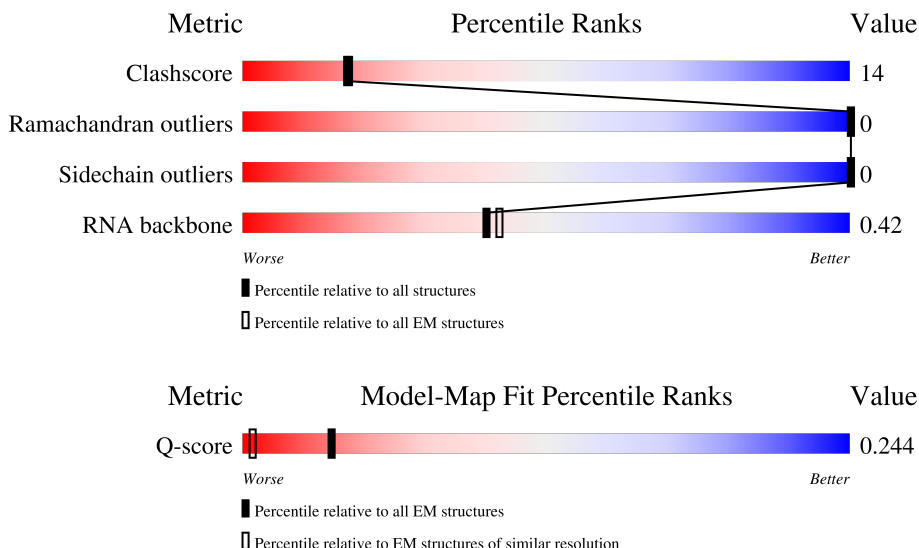 Metric Percentile Ranks Value
Clashscore 14
Ramachandran outliers 0
Sidechain outliers 0
RNA backbone 0.42
Worse Better
Percentile relative to all structures
Percentile relative to all EM structures
Metric Model-Map Fit Percentile Ranks Value
Q-score 0.244
Worse Better
Percentile relative to all EM structures
Percentile relative to EM structures of similar resolution